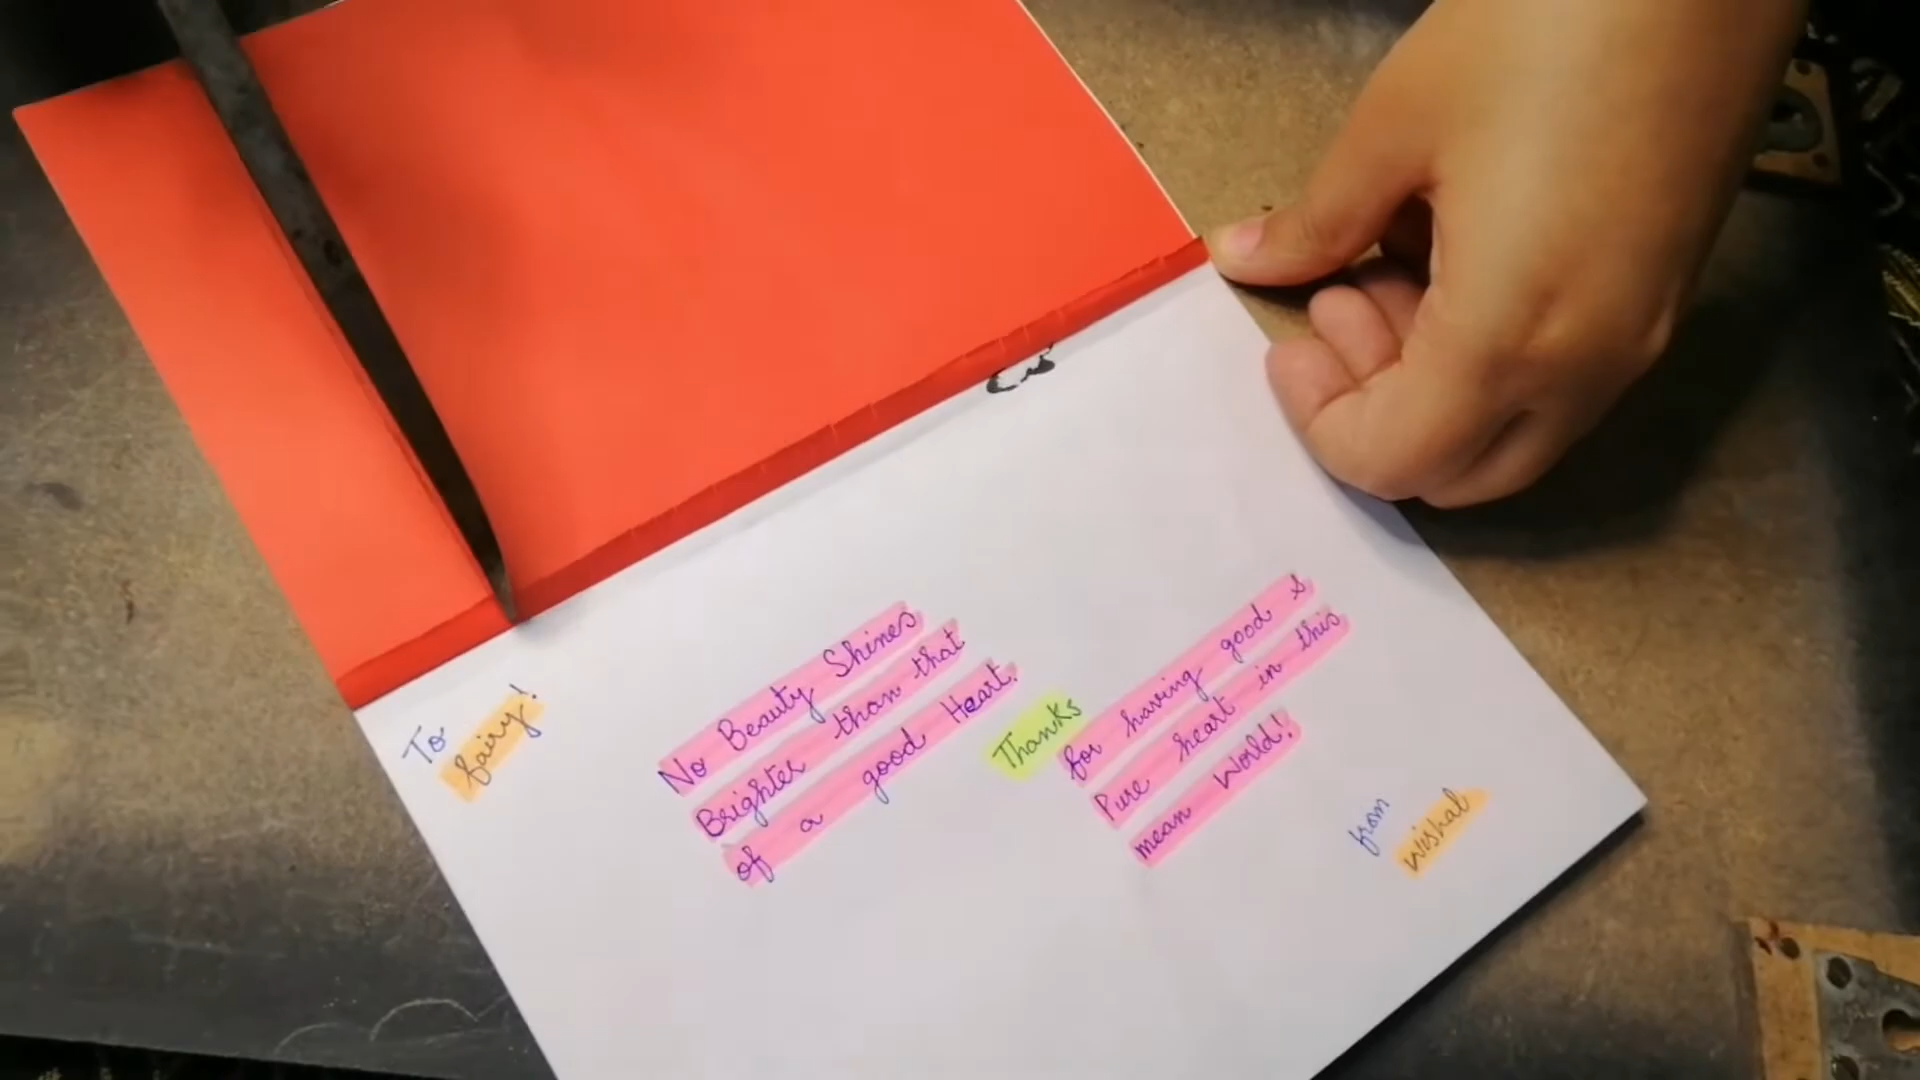 To
fairy!
No Beauty Shines
Brighter than that
of a good Heart.
Thanks
for having good &
Pure heart in this
mean World!
from
wishal